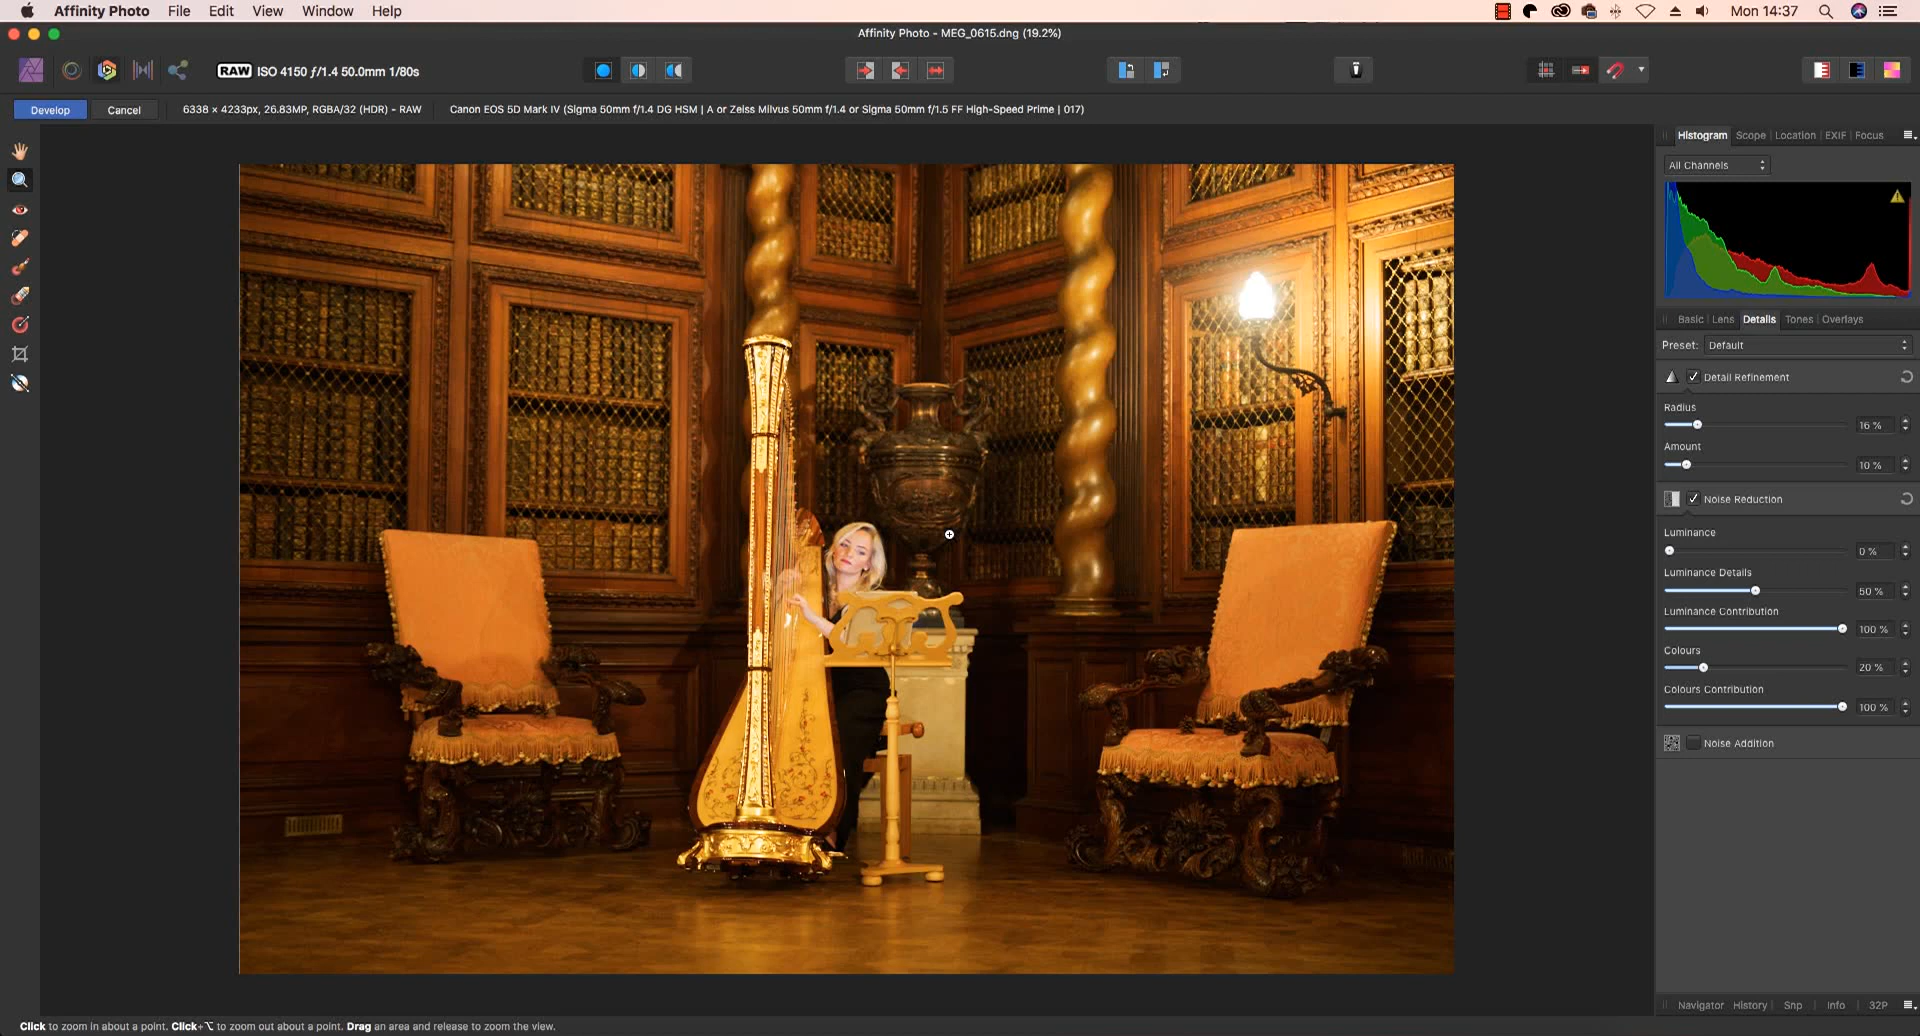 Affinity Photo File Edit View Window Help Mon 14:37
Affinity Photo - MEG_0615.dng (19.2%)
RAW ISO 4150 ƒ/1.4 50.0mm 1/80s
Develop Cancel 6338 × 4233px, 26.83MP, RGBA/32 (HDR) - RAW Canon EOS 5D Mark IV (Sigma 50mm f/1.4 DG HSM | A or Zeiss Milvus 50mm f/1.4 or Sigma 50mm f/1.5 FF High-Speed Prime | 017)
Histogram Scope Location EXIF Focus
All Channels
Basic Lens Details Tones Overlays
Preset: Default
Detail Refinement
Radius
16 %
Amount
10 %
Noise Reduction
Luminance
0 %
Luminance Details
50 %
Luminance Contribution
100 %
Colours
20 %
Colours Contribution
100 %
Noise Addition
Navigator History Snp Info 32P
Click to zoom in about a point. Click+⌥ to zoom out about a point. Drag an area and release to zoom the view.